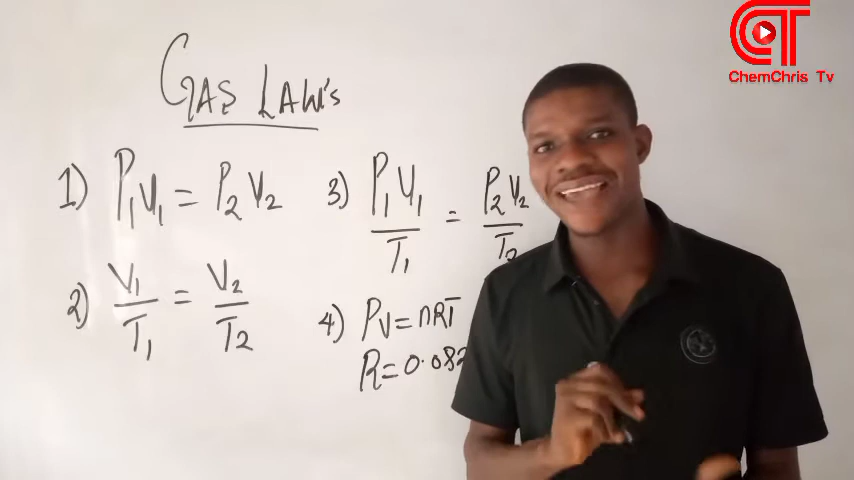 GAS LAW's
1) P₁V₁ = P₂V₂
2) V₁/T₁ = V₂/T₂
3) P₁V₁/T₁ = P₂V₂/T₂
4) PV = nRT
R = 0.082
ChemChris Tv